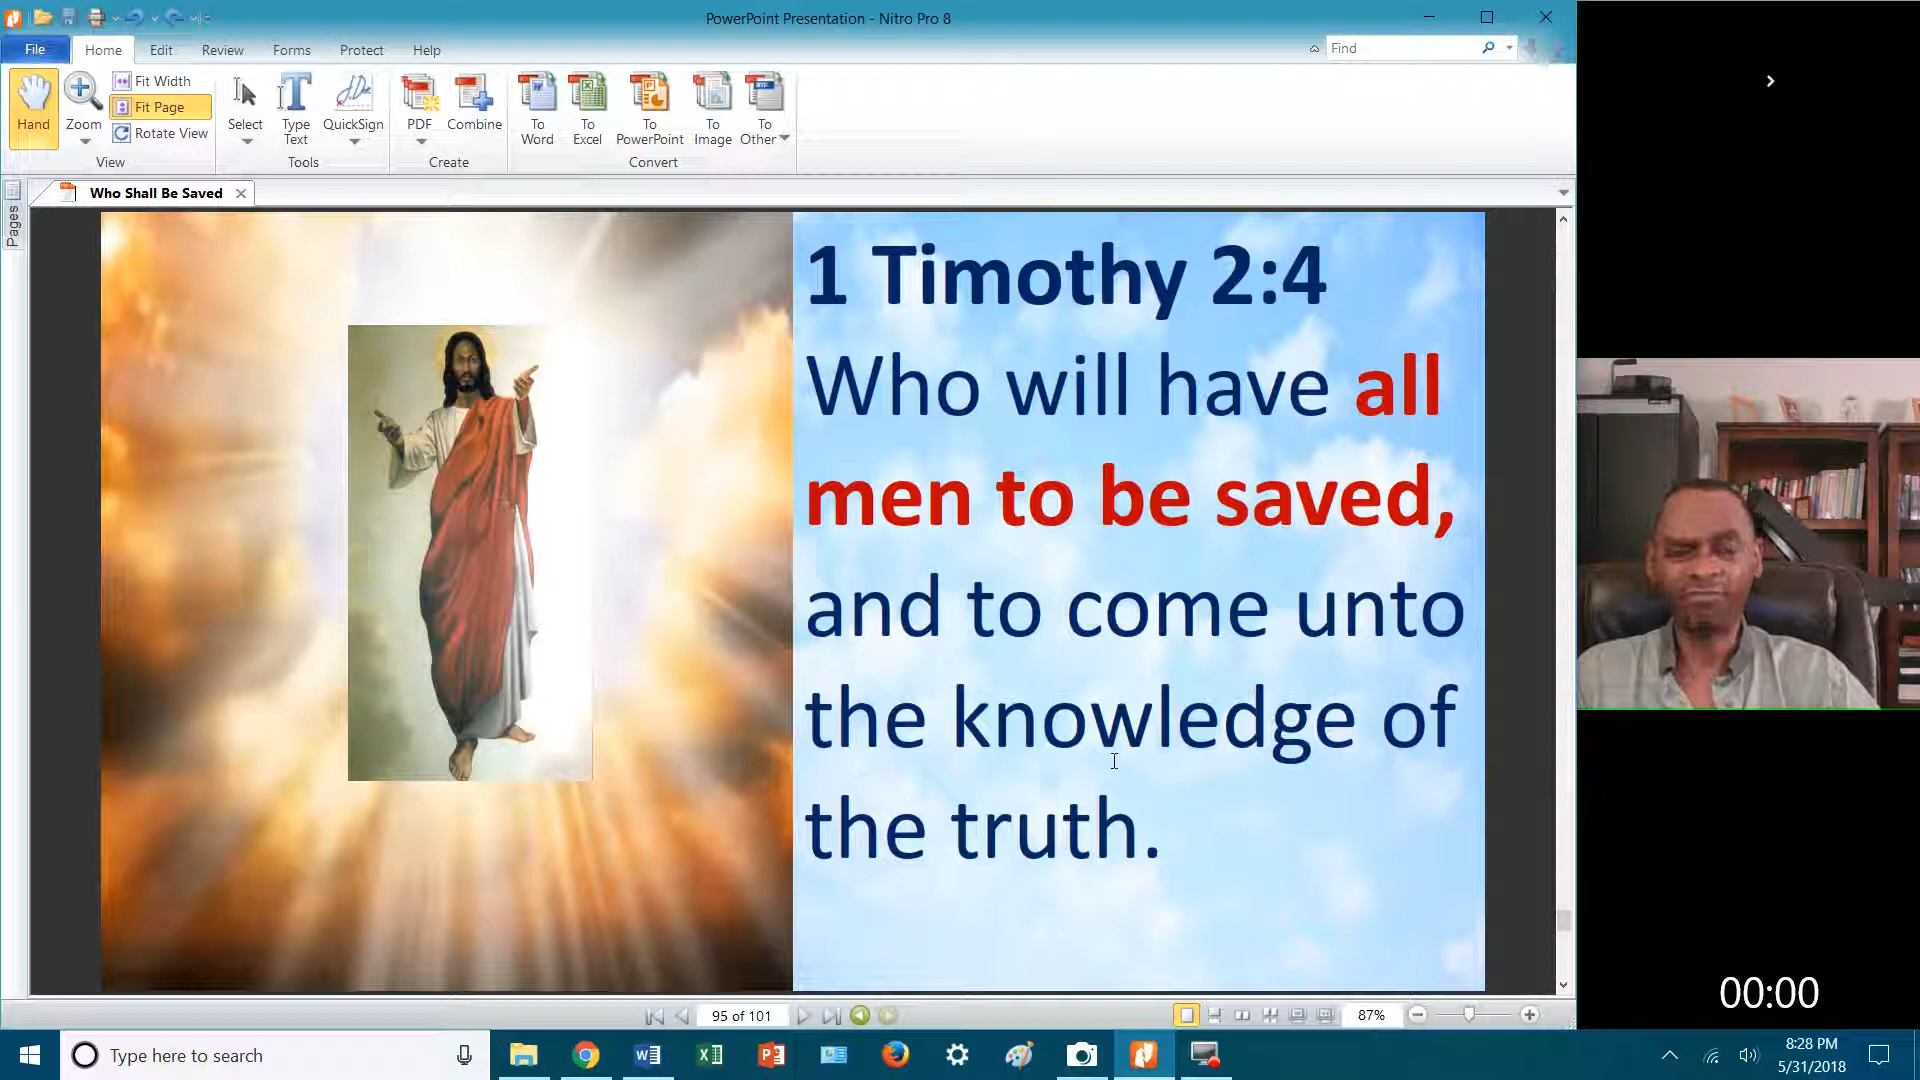 PowerPoint Presentation - Nitro Pro 8
File Home Edit Review Forms Protect Help
Find
Hand
Zoom
Fit Width
Fit Page
Rotate View
View
Select
Type Text
QuickSign
Tools
PDF
Combine
Create
To Word
To Excel
To PowerPoint
To Image
To Other
Convert
Who Shall Be Saved
Pages
1 Timothy 2:4
Who will have all
men to be saved,
and to come unto
the knowledge of
the truth.
00:00
95 of 101
87%
Type here to search
8:28 PM
5/31/2018